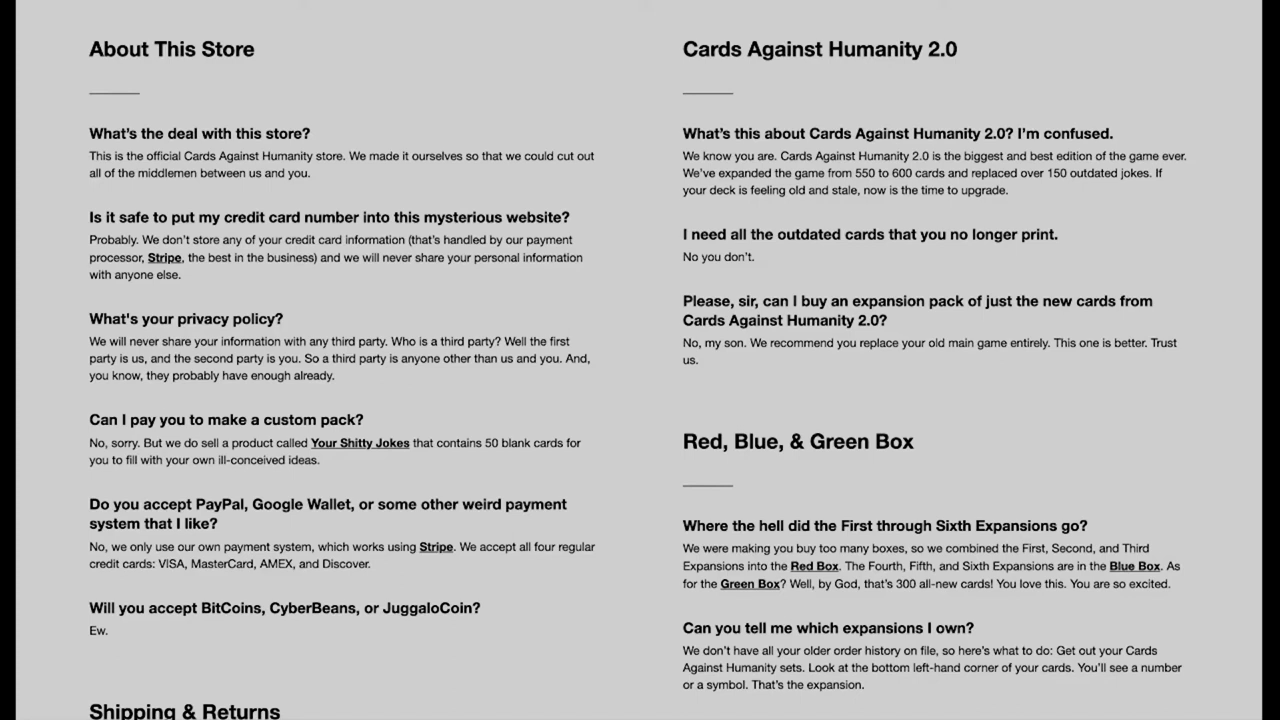 About This Store
What's the deal with this store?
This is the official Cards Against Humanity store. We made it ourselves so that we could cut out
all of the middlemen between us and you.
Is it safe to put my credit card number into this mysterious website?
Probably. We don't store any of your credit card information (that's handled by our payment
processor, Stripe, the best in the business) and we will never share your personal information
with anyone else.
What's your privacy policy?
We will never share your information with any third party. Who is a third party? Well the first
party is us, and the second party is you. So a third party is anyone other than us and you. And,
you know, they probably have enough already.
Can I pay you to make a custom pack?
No, sorry. But we do sell a product called Your Shitty Jokes that contains 50 blank cards for
you to fill with your own ill-conceived ideas.
Do you accept PayPal, Google Wallet, or some other weird payment
system that I like?
No, we only use our own payment system, which works using Stripe. We accept all four regular
credit cards: VISA, MasterCard, AMEX, and Discover.
Will you accept BitCoins, CyberBeans, or JuggaloCoin?
Ew.
Shipping & Returns
Cards Against Humanity 2.0
What's this about Cards Against Humanity 2.0? I'm confused.
We know you are. Cards Against Humanity 2.0 is the biggest and best edition of the game ever.
We've expanded the game from 550 to 600 cards and replaced over 150 outdated jokes. If
your deck is feeling old and stale, now is the time to upgrade.
I need all the outdated cards that you no longer print.
No you don't.
Please, sir, can I buy an expansion pack of just the new cards from
Cards Against Humanity 2.0?
No, my son. We recommend you replace your old main game entirely. This one is better. Trust
us.
Red, Blue, & Green Box
Where the hell did the First through Sixth Expansions go?
We were making you buy too many boxes, so we combined the First, Second, and Third
Expansions into the Red Box. The Fourth, Fifth, and Sixth Expansions are in the Blue Box. As
for the Green Box? Well, by God, that's 300 all-new cards! You love this. You are so excited.
Can you tell me which expansions I own?
We don't have all your older order history on file, so here's what to do: Get out your Cards
Against Humanity sets. Look at the bottom left-hand corner of your cards. You'll see a number
or a symbol. That's the expansion.